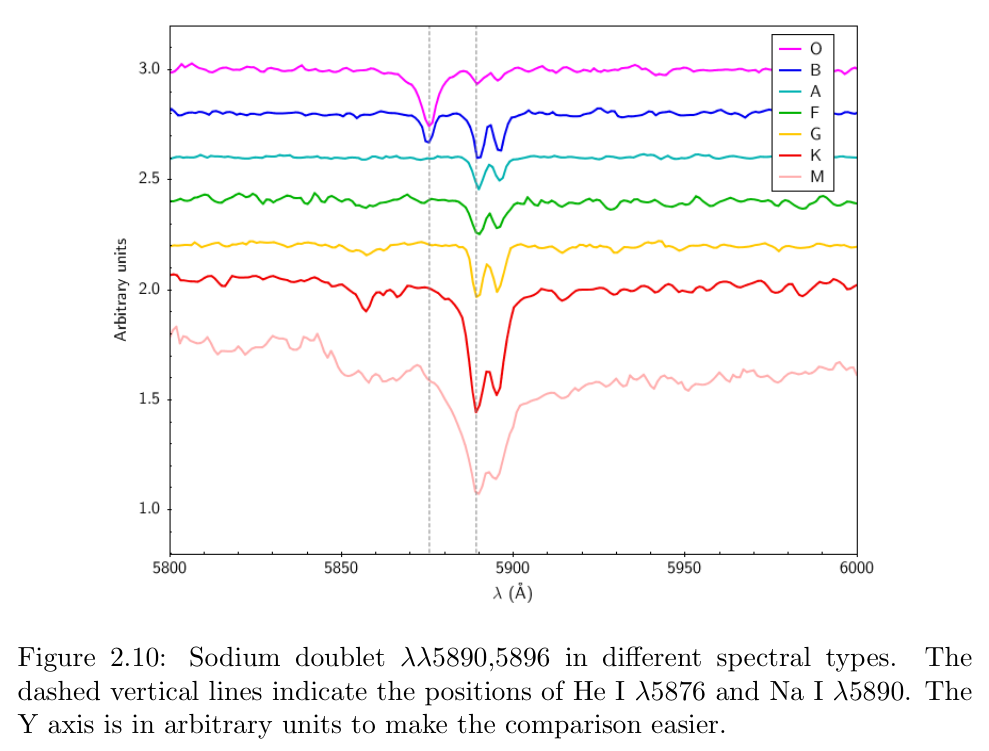 3.0
2.5
2.0
1.5
1.0
Arbitrary units
5800 5850 5900 5950 6000
λ (Å)
O
B
A
F
G
K
M
Figure 2.10: Sodium doublet λλ5890,5896 in different spectral types. The
dashed vertical lines indicate the positions of He I λ5876 and Na I λ5890. The
Y axis is in arbitrary units to make the comparison easier.